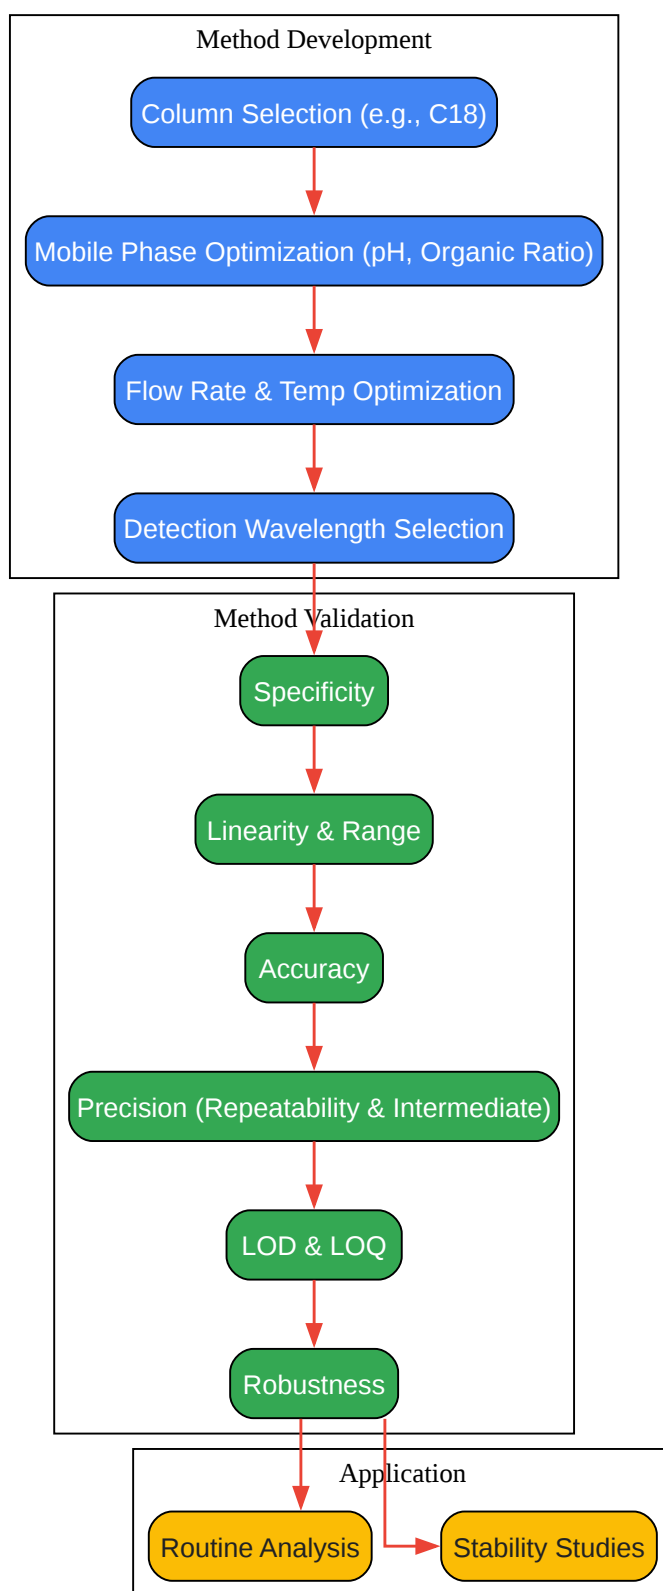 Method Development
Column Selection (e.g., C18)
Mobile Phase Optimization (pH, Organic Ratio)
Flow Rate & Temp Optimization
Detection Wavelength Selection
Method Validation
Specificity
Linearity & Range
Accuracy
Precision (Repeatability & Intermediate)
LOD & LOQ
Robustness
Application
Routine Analysis
Stability Studies